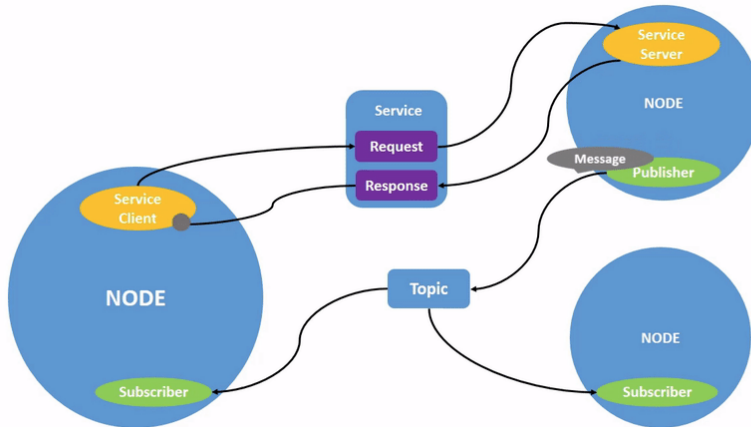 Service
Server
NODE
Message
Publisher
Service
Request
Response
Service
Client
NODE
Subscriber
Topic
NODE
Subscriber